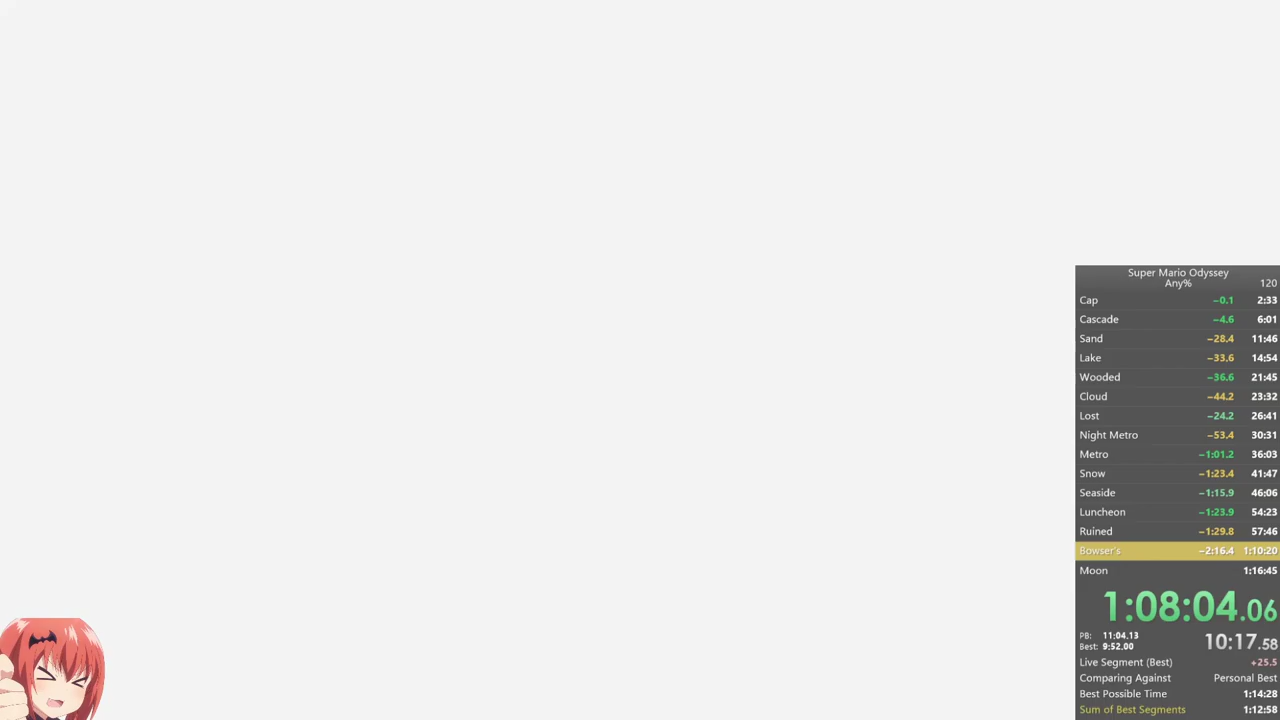 Super Mario Odyssey
Any% 120
Cap −0.1 2:33
Cascade −4.6 6:01
Sand −28.4 11:46
Lake −33.6 14:54
Wooded −36.6 21:45
Cloud −44.2 23:32
Lost −24.2 26:41
Night Metro −53.4 30:31
Metro −1:01.2 36:03
Snow −1:23.4 41:47
Seaside −1:15.9 46:06
Luncheon −1:23.9 54:23
Ruined −1:29.8 57:46
Bowser's −2:16.4 1:10:20
Moon 1:16:45
1:08:04.06
PB: 11:04.13
Best: 9:52.00
10:17.58
Live Segment (Best) +25.5
Comparing Against Personal Best
Best Possible Time 1:14:28
Sum of Best Segments 1:12:58